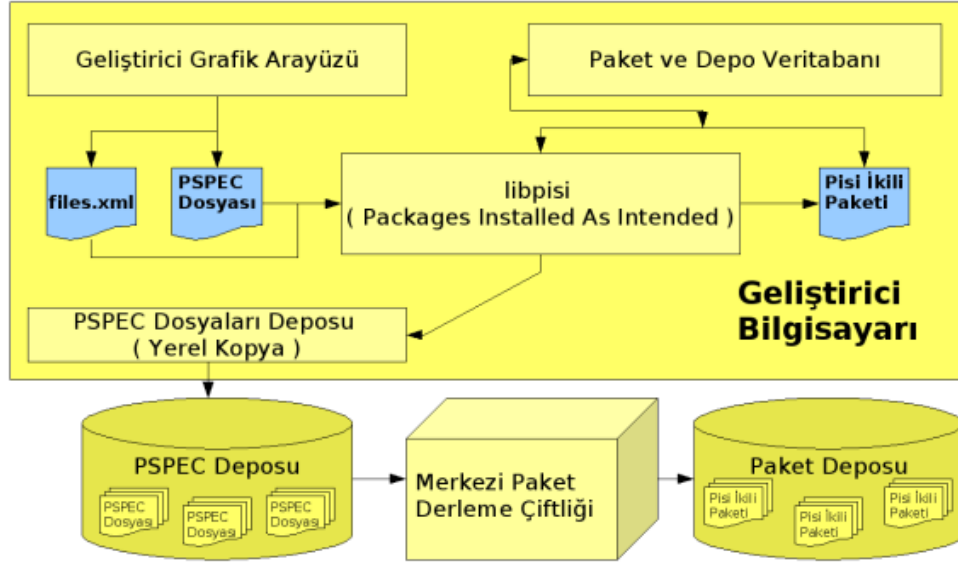 Geliştirici Grafik Arayüzü
Paket ve Depo Veritabanı
files.xml
PSPEC
Dosyası
libpisi
( Packages Installed As Intended )
Pisi İkili
Paketi
Geliştirici
Bilgisayarı
PSPEC Dosyaları Deposu
( Yerel Kopya )
PSPEC Deposu
PSPEC
Dosyası
PSPEC
Dosyası
PSPEC
Dosyası
Merkezi Paket
Derleme Çiftliği
Paket Deposu
Pisi İkili
Paketi
Pisi İkili
Paketi
Pisi İkili
Paketi